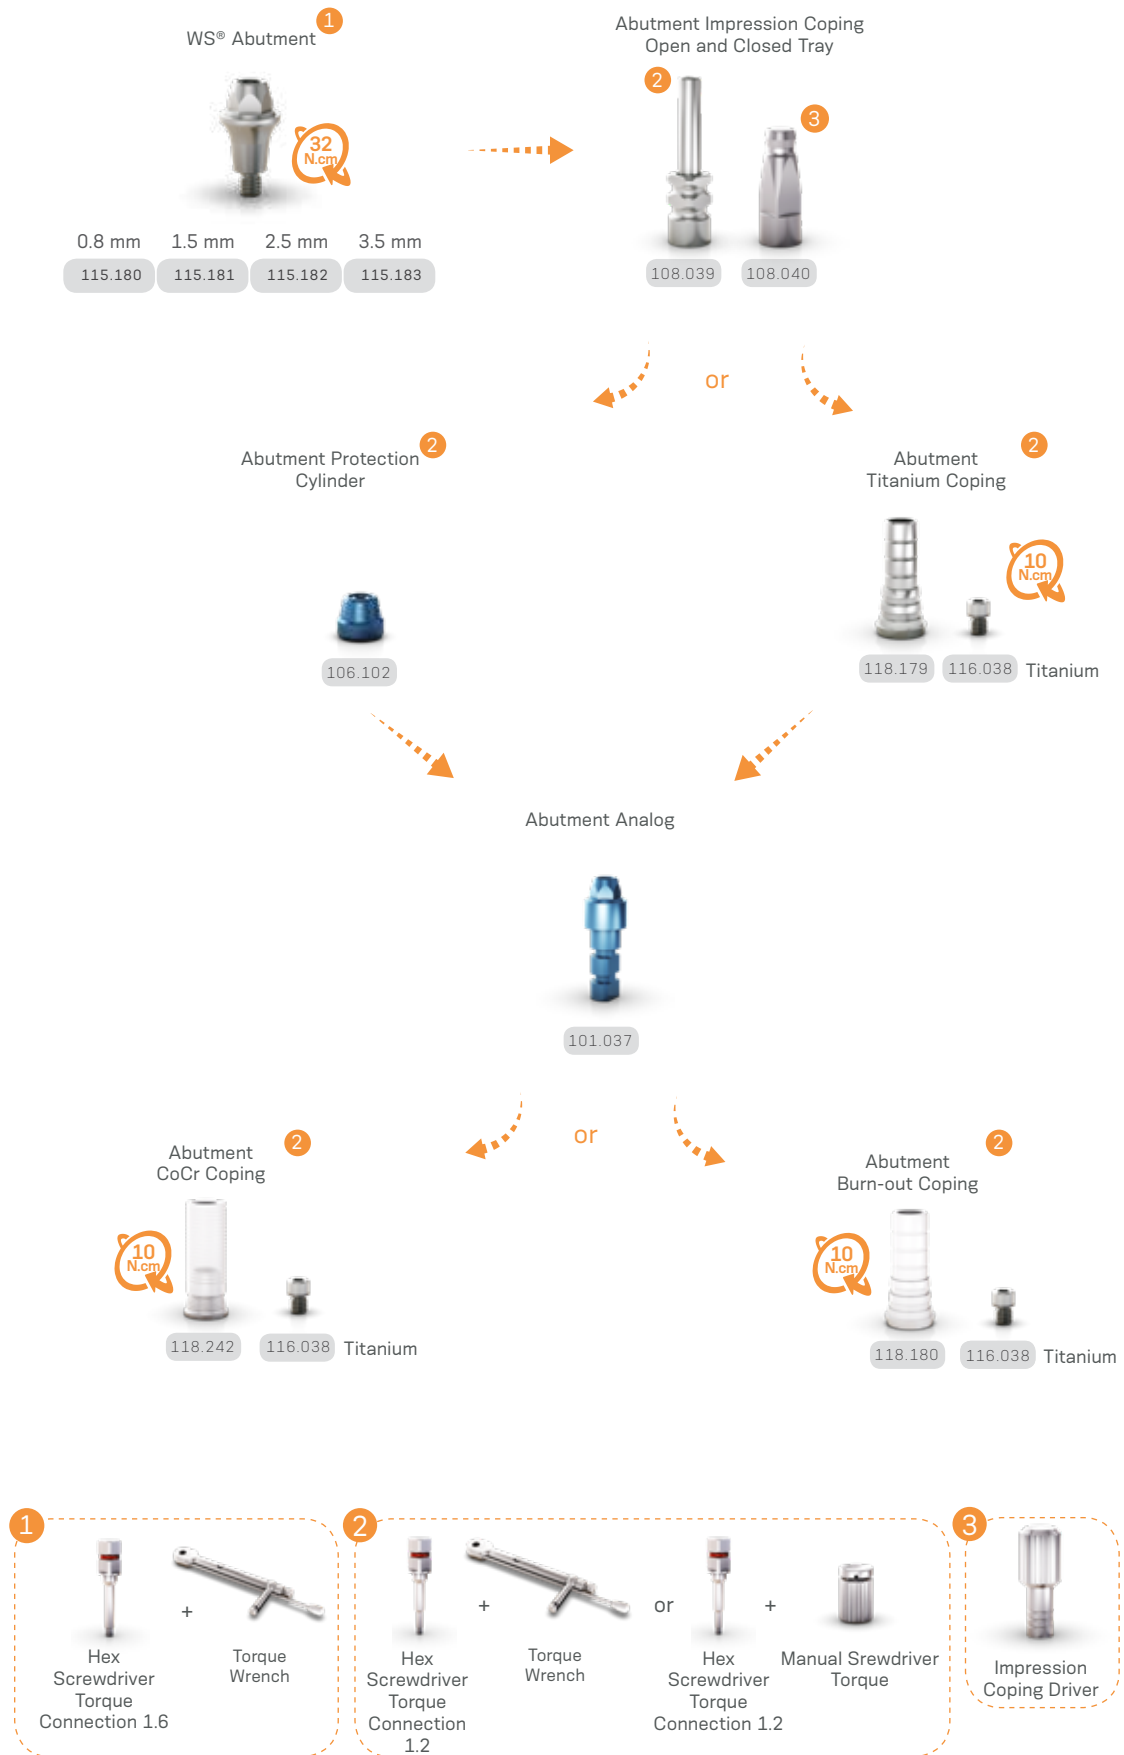 WS® Abutment
1
32
N.cm
0.8 mm 1.5 mm 2.5 mm 3.5 mm
115.180 115.181 115.182 115.183
Abutment Impression Coping
Open and Closed Tray
2
3
108.039 108.040
or
Abutment Protection
Cylinder
2
106.102
Abutment
Titanium Coping
2
10
N.cm
118.179 116.038 Titanium
Abutment Analog
101.037
or
Abutment
CoCr Coping
2
10
N.cm
118.242 116.038 Titanium
Abutment
Burn-out Coping
2
10
N.cm
118.180 116.038 Titanium
1
+
Hex
Screwdriver
Torque
Connection 1.6
Torque
Wrench
2
+
Hex
Screwdriver
Torque
Connection
1.2
Torque
Wrench
or
+
Hex
Screwdriver
Torque
Connection 1.2
Manual Srewdriver
Torque
3
Impression
Coping Driver